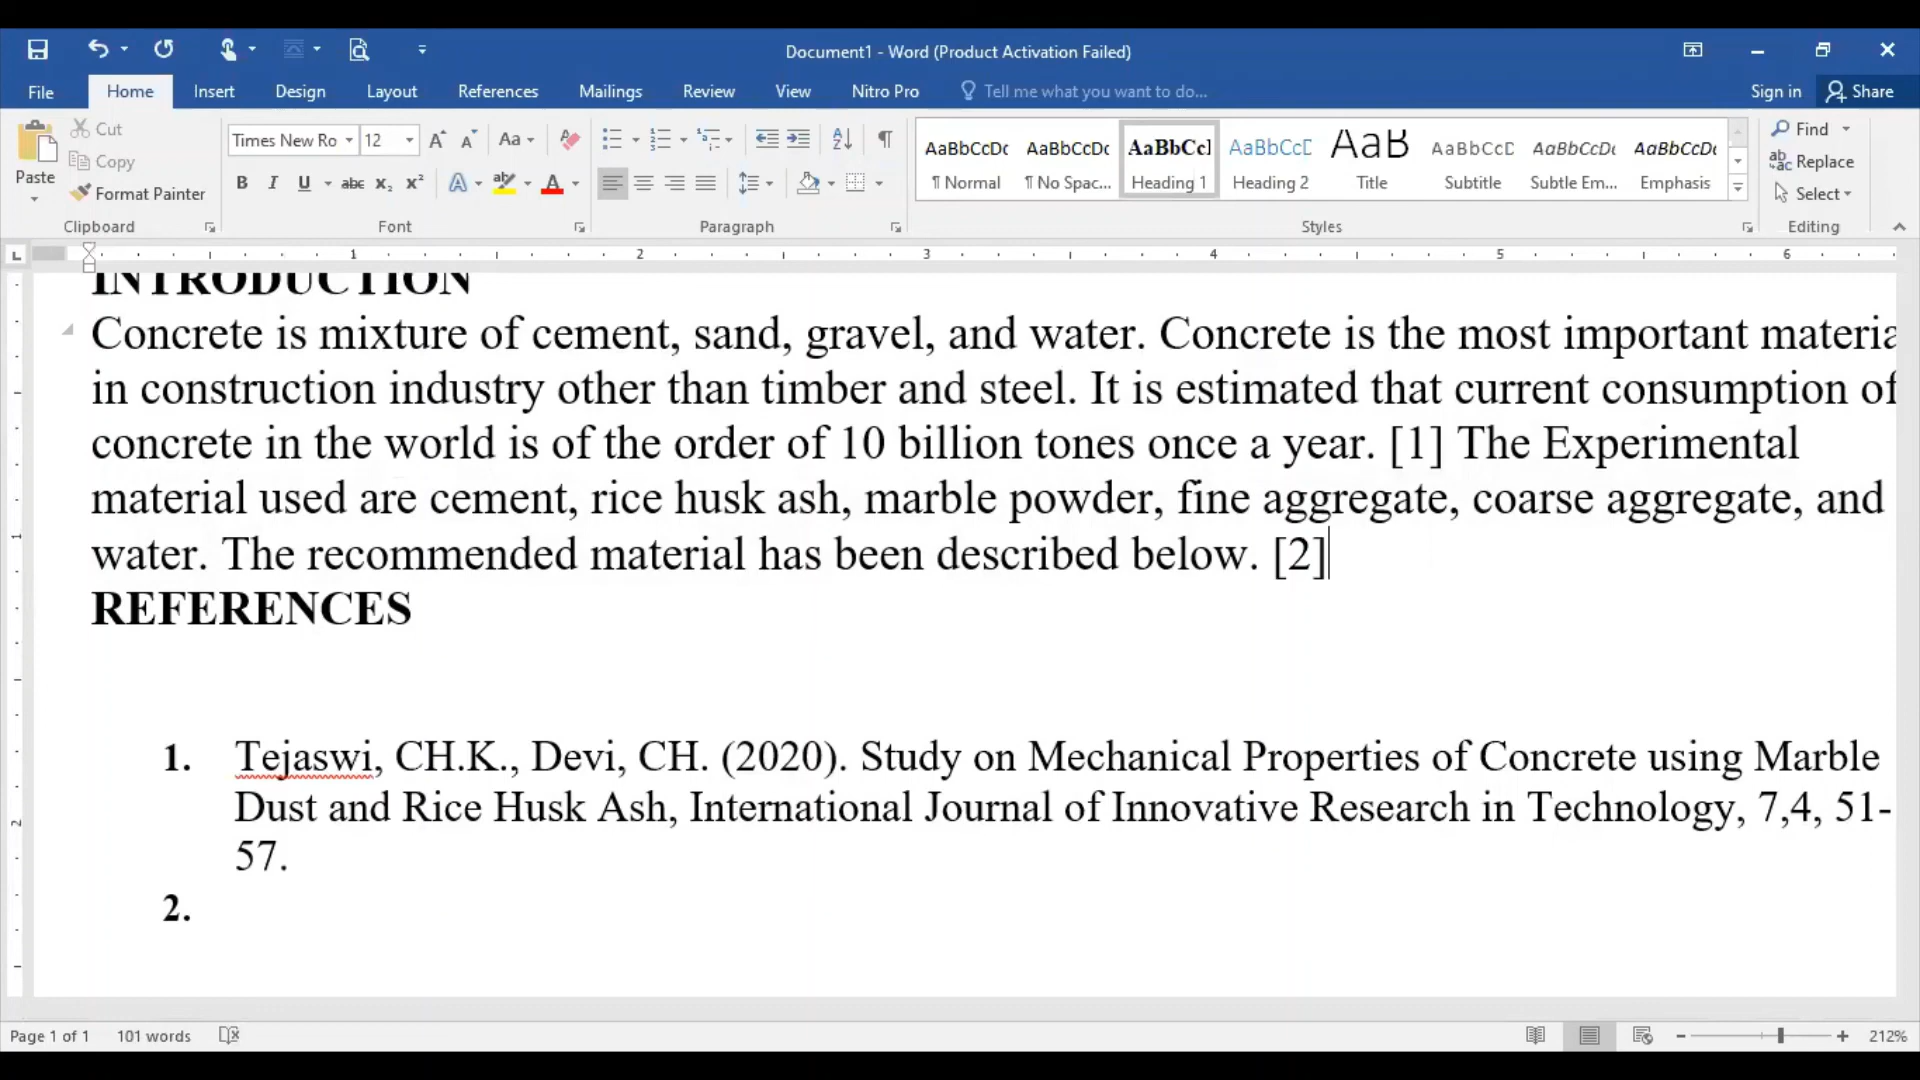 Document1 - Word (Product Activation Failed)
File Home Insert Design Layout References Mailings Review View Nitro Pro Tell me what you want to do... Sign in Share
Paste Cut Copy Format Painter
Clipboard
Times New Ro 12
Font
Paragraph
AaBbCcDc AaBbCcDc AaBbCcl AaBbCcD AaB AaBbCcD AaBbCcDc AaBbCcDc
¶ Normal ¶ No Spac... Heading 1 Heading 2 Title Subtitle Subtle Em... Emphasis
Styles
Find Replace Select
Editing
1 2 3 4 5 6
INTRODUCTION
Concrete is mixture of cement, sand, gravel, and water. Concrete is the most important materia
in construction industry other than timber and steel. It is estimated that current consumption of
concrete in the world is of the order of 10 billion tones once a year. [1] The Experimental
material used are cement, rice husk ash, marble powder, fine aggregate, coarse aggregate, and
water. The recommended material has been described below. [2]
REFERENCES
1. Tejaswi, CH.K., Devi, CH. (2020). Study on Mechanical Properties of Concrete using Marble
Dust and Rice Husk Ash, International Journal of Innovative Research in Technology, 7,4, 51-
57.
2.
Page 1 of 1 101 words 212%